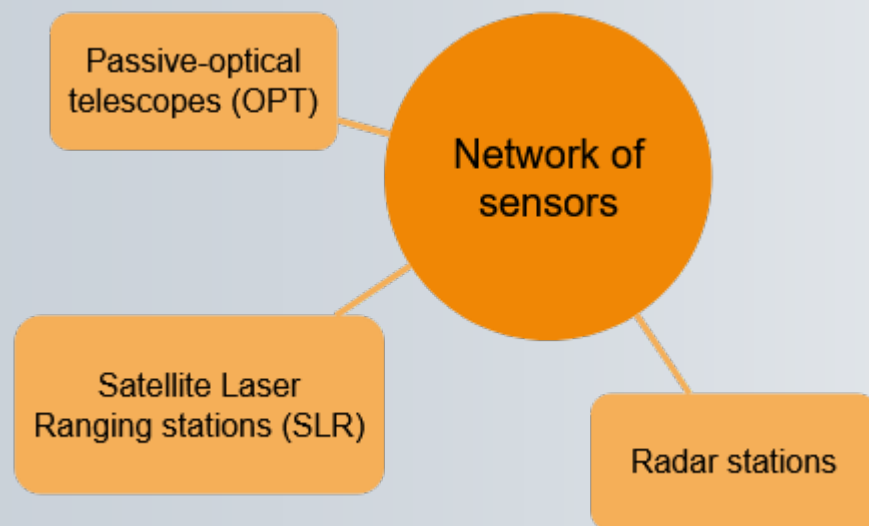 Passive-optical
telescopes (OPT)
Network of
sensors
Satellite Laser
Ranging stations (SLR)
Radar stations